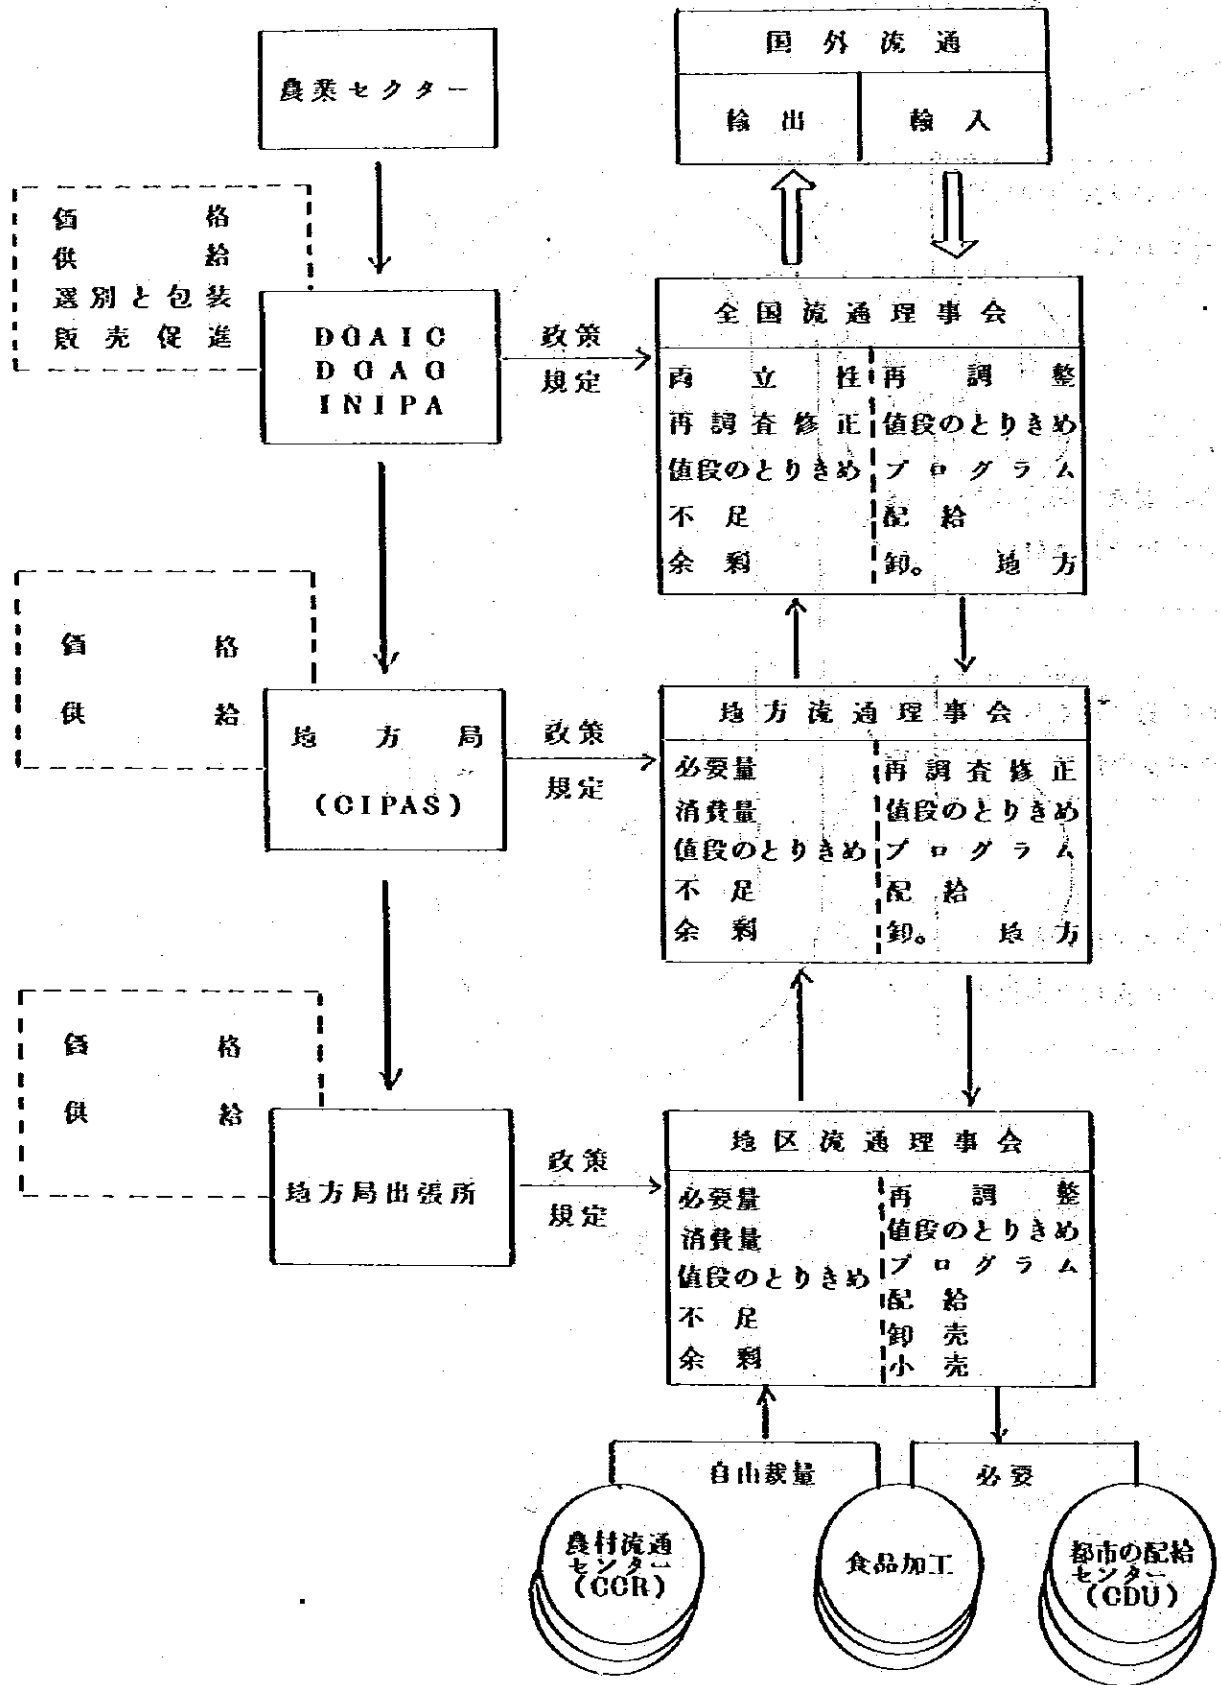 農業セクター
国外流通
輸出 輸入
価格
供給
選別と包装
販売促進
DGAIC
DGAG
INIPA
政策
規定
全国流通理事会
両立性
再調査修正
値段のとりきめ
不足
余剰
再調整
値段のとりきめ
プログラム
配給
卸。 地方
価格
供給
地方局
(CIPAS)
政策
規定
地方流通理事会
必要量
消費量
値段のとりきめ
不足
余剰
再調査修正
値段のとりきめ
プログラム
配給
卸。 地方
価格
供給
地方局出張所
政策
規定
地区流通理事会
必要量
消費量
値段のとりきめ
不足
余剰
再調整
値段のとりきめ
プログラム
配給
卸売
小売
自由裁量
必要
農村流通
センター
(CCR)
食品加工
都市の配給
センター
(CDU)